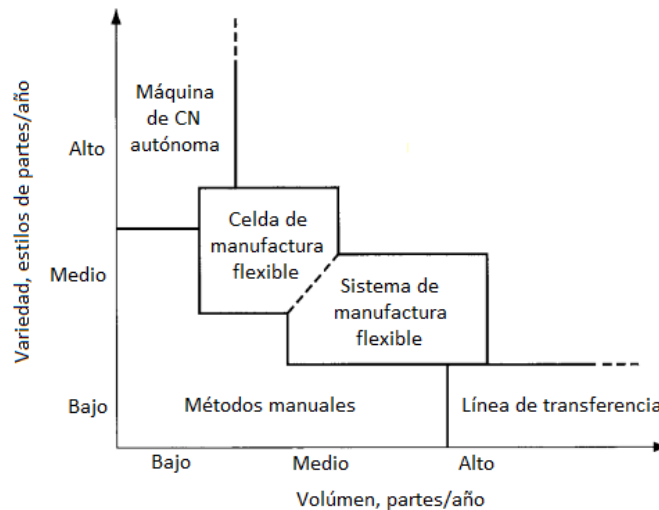 Máquina
de CN
autónoma
Alto
Celda de
manufactura
flexible
Variedad, estilos de partes/año
Medio
Sistema de
manufactura
flexible
Bajo
Métodos manuales
Línea de transferencia
Bajo
Medio
Alto
Volúmen, partes/año